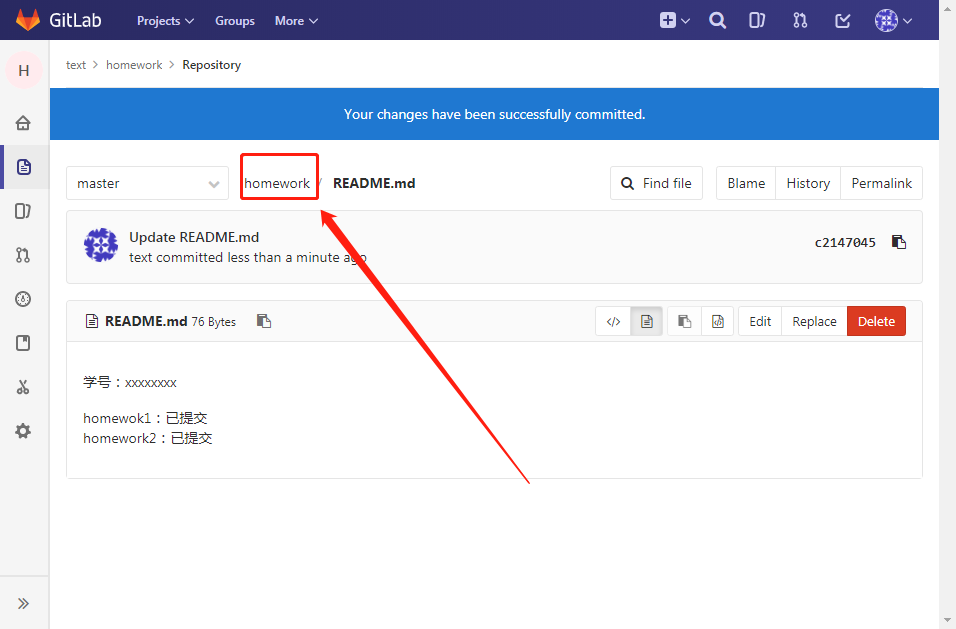 GitLab Projects Groups More
H
text > homework > Repository
Your changes have been successfully committed.
master homework / README.md Find file Blame History Permalink
Update README.md
text committed less than a minute ago
c2147045
README.md 76 Bytes </> Edit Replace Delete
学号：xxxxxxxx
homewok1：已提交
homework2：已提交